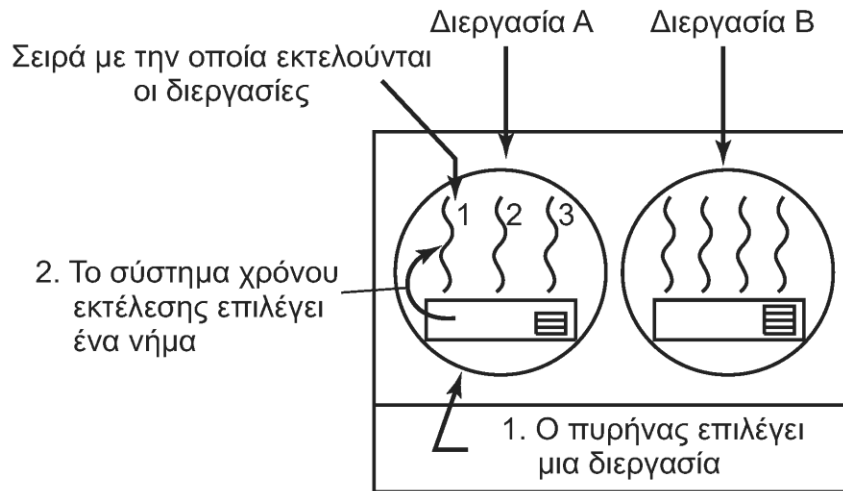 Διεργασία Α
Διεργασία Β
Σειρά με την οποία εκτελούνται
οι διεργασίες
1
2
3
2. Το σύστημα χρόνου
εκτέλεσης επιλέγει
ένα νήμα
1. Ο πυρήνας επιλέγει
μια διεργασία